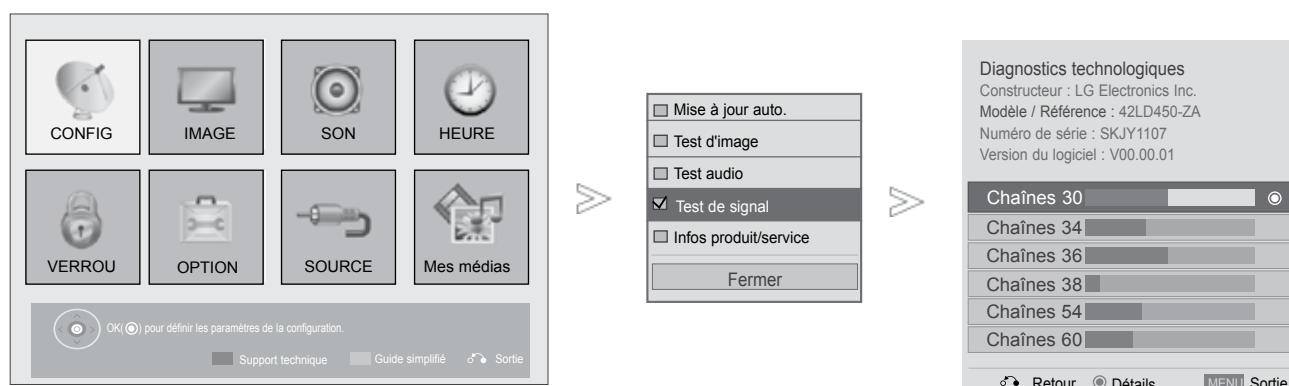 CONFIG
IMAGE
SON
HEURE
VERROU
OPTION
SOURCE
Mes médias
OK( ) pour définir les paramètres de la configuration.
Support technique
Guide simplifié
Sortie
Mise à jour auto.
Test d'image
Test audio
Test de signal
Infos produit/service
Fermer
Diagnostics technologiques
Constructeur : LG Electronics Inc.
Modèle / Référence : 42LD450-ZA
Numéro de série : SKJY1107
Version du logiciel : V00.00.01
Chaînes 30
Chaînes 34
Chaînes 36
Chaînes 38
Chaînes 54
Chaînes 60
Retour
Détails
MENU Sortie